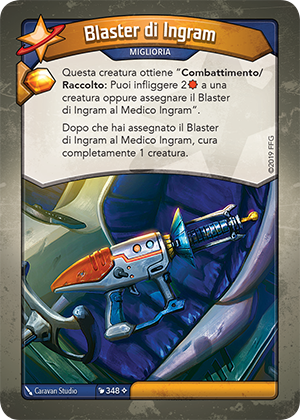 Blaster di Ingram
MIGLIORIA
Questa creatura ottiene “Combattimento/
Raccolto: Puoi infliggere 2 a una
creatura oppure assegnare il Blaster
di Ingram al Medico Ingram”.
Dopo che hai assegnato il Blaster
di Ingram al Medico Ingram, cura
completamente 1 creatura.
©2019 FFG
Caravan Studio
348